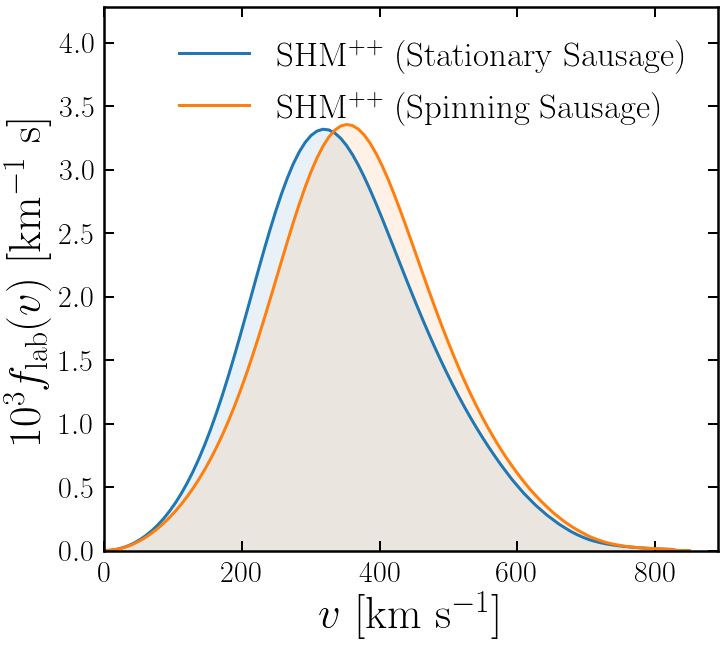 SHM⁺⁺ (Stationary Sausage)
SHM⁺⁺ (Spinning Sausage)
10³f_lab(v) [km⁻¹ s]
4.0
3.5
3.0
2.5
2.0
1.5
1.0
0.5
0.0
0 200 400 600 800
v [km s⁻¹]